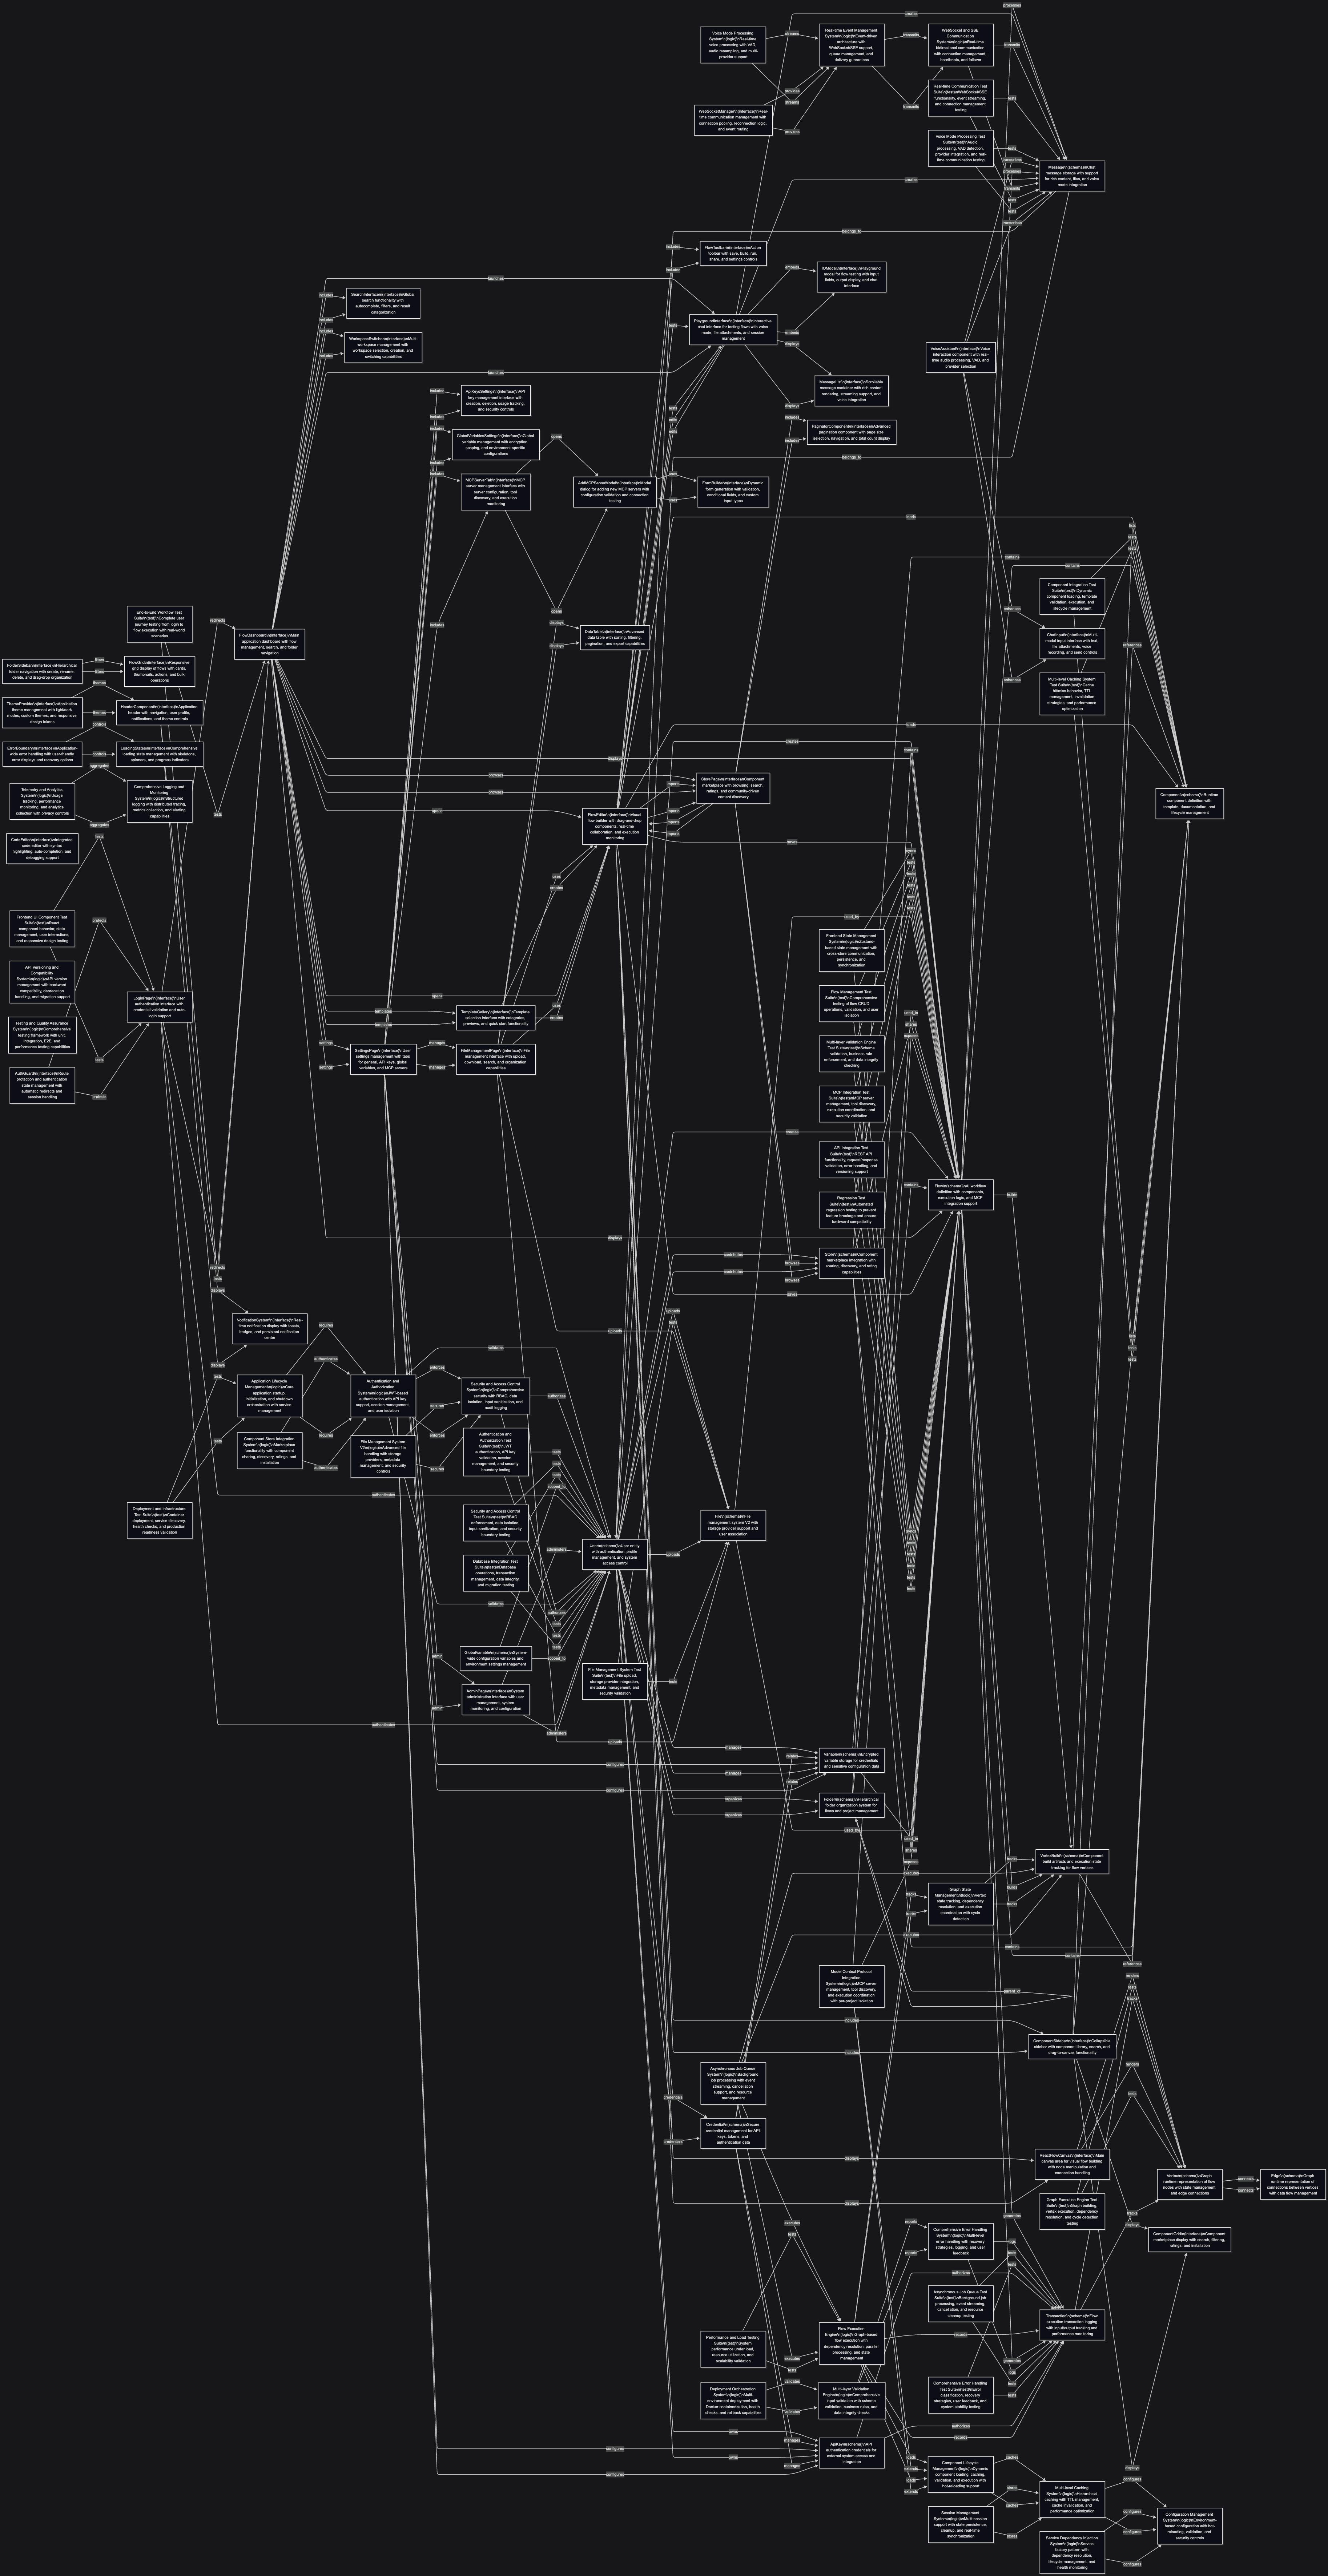 Voice Mode Processing
System\n(logic)\nReal-time
voice processing with VAD,
audio resampling, and multi-
provider support
Real-time Event Management
System\n(logic)\nEvent-driven
architecture with
WebSocket/SSE support,
queue management, and
delivery guarantees
WebSocket and SSE
Communication
System\n(logic)\nReal-time
bidirectional communication
with connection management,
heartbeats, and failover
WebSocketManager\n(interface)\nReal-
time communication management with
connection pooling, reconnection logic,
and event routing
Real-time Communication Test
Suite\n(test)\nWebSocket/SSE
functionality, event streaming,
and connection management
testing
Voice Mode Processing Test
Suite\n(test)\nAudio
processing, VAD detection,
provider integration, and real-
time communication testing
Message\n(schema)\nChat
message storage with support
for rich content, files, and voice
mode integration
FlowToolbar\n(interface)\nAction
toolbar with save, build, run,
share, and settings controls
IOModal\n(interface)\nPlayground
modal for flow testing with input
fields, output display, and chat
interface
SearchInterface\n(interface)\nGlobal
search functionality with
autocomplete, filters, and result
categorization
PlaygroundInterface\n(interface)\nInteractive
chat interface for testing flows with voice
mode, file attachments, and session
management
WorkspaceSwitcher\n(interface)\nMulti-
workspace management with
workspace selection, creation, and
switching capabilities
VoiceAssistant\n(interface)\nVoice
interaction component with real-
time audio processing, VAD, and
provider selection
MessageList\n(interface)\nScrollable
message container with rich content
rendering, streaming support, and
voice integration
ApiKeysSettings\n(interface)\nAPI
key management interface with
creation, deletion, usage tracking,
and security controls
PaginatorComponent\n(interface)\nAdvanced
pagination component with page size
selection, navigation, and total count display
GlobalVariablesSettings\n(interface)\nGlobal
variable management with encryption,
scoping, and environment-specific
configurations
MCPServerTab\n(interface)\nMCP
server management interface with
server configuration, tool
discovery, and execution
monitoring
AddMCPServerModal\n(interface)\nModal
dialog for adding new MCP servers with
configuration validation and connection
testing
FormBuilder\n(interface)\nDynamic
form generation with validation,
conditional fields, and custom
input types
Component Integration Test
Suite\n(test)\nDynamic
component loading, template
validation, execution, and
lifecycle management
End-to-End Workflow Test
Suite\n(test)\nComplete user
journey testing from login to
flow execution with real-world
scenarios
FlowDashboard\n(interface)\nMain
application dashboard with flow
management, search, and folder
navigation
DataTable\n(interface)\nAdvanced
data table with sorting, filtering,
pagination, and export capabilities
ChatInput\n(interface)\nMulti-
modal input interface with text,
file attachments, voice
recording, and send controls
FolderSidebar\n(interface)\nHierarchical
folder navigation with create, rename,
delete, and drag-drop organization
FlowGrid\n(interface)\nResponsive
grid display of flows with cards,
thumbnails, actions, and bulk
operations
Multi-level Caching System
Test Suite\n(test)\nCache
hit/miss behavior, TTL
management, invalidation
strategies, and performance
optimization
ThemeProvider\n(interface)\nApplication
theme management with light/dark
modes, custom themes, and responsive
design tokens
HeaderComponent\n(interface)\nApplication
header with navigation, user profile,
notifications, and theme controls
ErrorBoundary\n(interface)\nApplication-
wide error handling with user-friendly
error displays and recovery options
LoadingStates\n(interface)\nComprehensive
loading state management with skeletons,
spinners, and progress indicators
Telemetry and Analytics
System\n(logic)\nUsage
tracking, performance
monitoring, and analytics
collection with privacy controls
Comprehensive Logging and
Monitoring
System\n(logic)\nStructured
logging with distributed tracing,
metrics collection, and alerting
capabilities
StorePage\n(interface)\nComponent
marketplace with browsing, search,
ratings, and community-driven
content discovery
Component\n(schema)\nRuntime
component definition with
template, documentation, and
lifecycle management
FlowEditor\n(interface)\nVisual
flow builder with drag-and-drop
components, real-time
collaboration, and execution
monitoring
CodeEditor\n(interface)\nIntegrated
code editor with syntax
highlighting, auto-completion, and
debugging support
Frontend UI Component Test
Suite\n(test)\nReact
component behavior, state
management, user interactions,
and responsive design testing
Frontend State Management
System\n(logic)\nZustand-
based state management with
cross-store communication,
persistence, and
synchronization
API Versioning and
Compatibility
System\n(logic)\nAPI version
management with backward
compatibility, deprecation
handling, and migration support
LoginPage\n(interface)\nUser
authentication interface with
credential validation and auto-
login support
Flow Management Test
Suite\n(test)\nComprehensive
testing of flow CRUD
operations, validation, and user
isolation
Testing and Quality Assurance
System\n(logic)\nComprehensive
testing framework with unit,
integration, E2E, and
performance testing capabilities
TemplateGallery\n(interface)\nTemplate
selection interface with categories,
previews, and quick start functionality
SettingsPage\n(interface)\nUser
settings management with tabs
for general, API keys, global
variables, and MCP servers
FileManagementPage\n(interface)\nFile
management interface with upload,
download, search, and organization
capabilities
Multi-layer Validation Engine
Test Suite\n(test)\nSchema
validation, business rule
enforcement, and data integrity
checking
AuthGuard\n(interface)\nRoute
protection and authentication
state management with
automatic redirects and
session handling
MCP Integration Test
Suite\n(test)\nMCP server
management, tool discovery,
execution coordination, and
security validation
API Integration Test
Suite\n(test)\nREST API
functionality, request/response
validation, error handling, and
versioning support
Flow\n(schema)\nAI workflow
definition with components,
execution logic, and MCP
integration support
Regression Test
Suite\n(test)\nAutomated
regression testing to prevent
feature breakage and ensure
backward compatibility
Store\n(schema)\nComponent
marketplace integration with
sharing, discovery, and rating
capabilities
NotificationSystem\n(interface)\nReal-
time notification display with toasts,
badges, and persistent notification
center
Application Lifecycle
Management\n(logic)\nCore
application startup,
initialization, and shutdown
orchestration with service
management
Authentication and
Authorization
System\n(logic)\nJWT-based
authentication with API key
support, session management,
and user isolation
Security and Access Control
System\n(logic)\nComprehensive
security with RBAC, data
isolation, input sanitization, and
audit logging
Component Store Integration
System\n(logic)\nMarketplace
functionality with component
sharing, discovery, ratings, and
installation
File Management System
V2\n(logic)\nAdvanced file
handling with storage
providers, metadata
management, and security
controls
Authentication and
Authorization Test
Suite\n(test)\nJWT
authentication, API key
validation, session
management, and security
boundary testing
Deployment and Infrastructure
Test Suite\n(test)\nContainer
deployment, service discovery,
health checks, and production
readiness validation
Security and Access Control
Test Suite\n(test)\nRBAC
enforcement, data isolation,
input sanitization, and security
boundary testing
File\n(schema)\nFile
management system V2 with
storage provider support and
user association
User\n(schema)\nUser entity
with authentication, profile
management, and system
access control
Database Integration Test
Suite\n(test)\nDatabase
operations, transaction
management, data integrity,
and migration testing
GlobalVariable\n(schema)\nSystem-
wide configuration variables and
environment settings management
File Management System Test
Suite\n(test)\nFile upload,
storage provider integration,
metadata management, and
security validation
AdminPage\n(interface)\nSystem
administration interface with user
management, system
monitoring, and configuration
Variable\n(schema)\nEncrypted
variable storage for credentials
and sensitive configuration data
Folder\n(schema)\nHierarchical
folder organization system for
flows and project management
VertexBuild\n(schema)\nComponent
build artifacts and execution state
tracking for flow vertices
Graph State
Management\n(logic)\nVertex
state tracking, dependency
resolution, and execution
coordination with cycle
detection
Model Context Protocol
Integration
System\n(logic)\nMCP server
management, tool discovery,
and execution coordination
with per-project isolation
ComponentSidebar\n(interface)\nCollapsible
sidebar with component library, search, and
drag-to-canvas functionality
Asynchronous Job Queue
System\n(logic)\nBackground
job processing with event
streaming, cancellation
support, and resource
management
Credential\n(schema)\nSecure
credential management for API
keys, tokens, and
authentication data
ReactFlowCanvas\n(interface)\nMain
canvas area for visual flow building
with node manipulation and
connection handling
Vertex\n(schema)\nGraph
runtime representation of flow
nodes with state management
and edge connections
Edge\n(schema)\nGraph
runtime representation of
connections between vertices
with data flow management
Graph Execution Engine Test
Suite\n(test)\nGraph building,
vertex execution, dependency
resolution, and cycle detection
testing
ComponentGrid\n(interface)\nComponent
marketplace display with search, filtering,
ratings, and installation
Comprehensive Error Handling
System\n(logic)\nMulti-level
error handling with recovery
strategies, logging, and user
feedback
Asynchronous Job Queue Test
Suite\n(test)\nBackground job
processing, event streaming,
cancellation, and resource
cleanup testing
Transaction\n(schema)\nFlow
execution transaction logging
with input/output tracking and
performance monitoring
Performance and Load Testing
Suite\n(test)\nSystem
performance under load,
resource utilization, and
scalability validation
Flow Execution
Engine\n(logic)\nGraph-based
flow execution with
dependency resolution, parallel
processing, and state
management
Deployment Orchestration
System\n(logic)\nMulti-
environment deployment with
Docker containerization, health
checks, and rollback capabilities
Multi-layer Validation
Engine\n(logic)\nComprehensive
input validation with schema
validation, business rules, and
data integrity checks
Comprehensive Error Handling
Test Suite\n(test)\nError
classification, recovery
strategies, user feedback, and
system stability testing
ApiKey\n(schema)\nAPI
authentication credentials for
external system access and
integration
Component Lifecycle
Management\n(logic)\nDynamic
component loading, caching,
validation, and execution with
hot-reloading support
Multi-level Caching
System\n(logic)\nHierarchical
caching with TTL management,
cache invalidation, and
performance optimization
Session Management
System\n(logic)\nMulti-session
support with state persistence,
cleanup, and real-time
synchronization
Configuration Management
System\n(logic)\nEnvironment-
based configuration with hot-
reloading, validation, and
security controls
Service Dependency Injection
System\n(logic)\nService
factory pattern with
dependency resolution,
lifecycle management, and
health monitoring